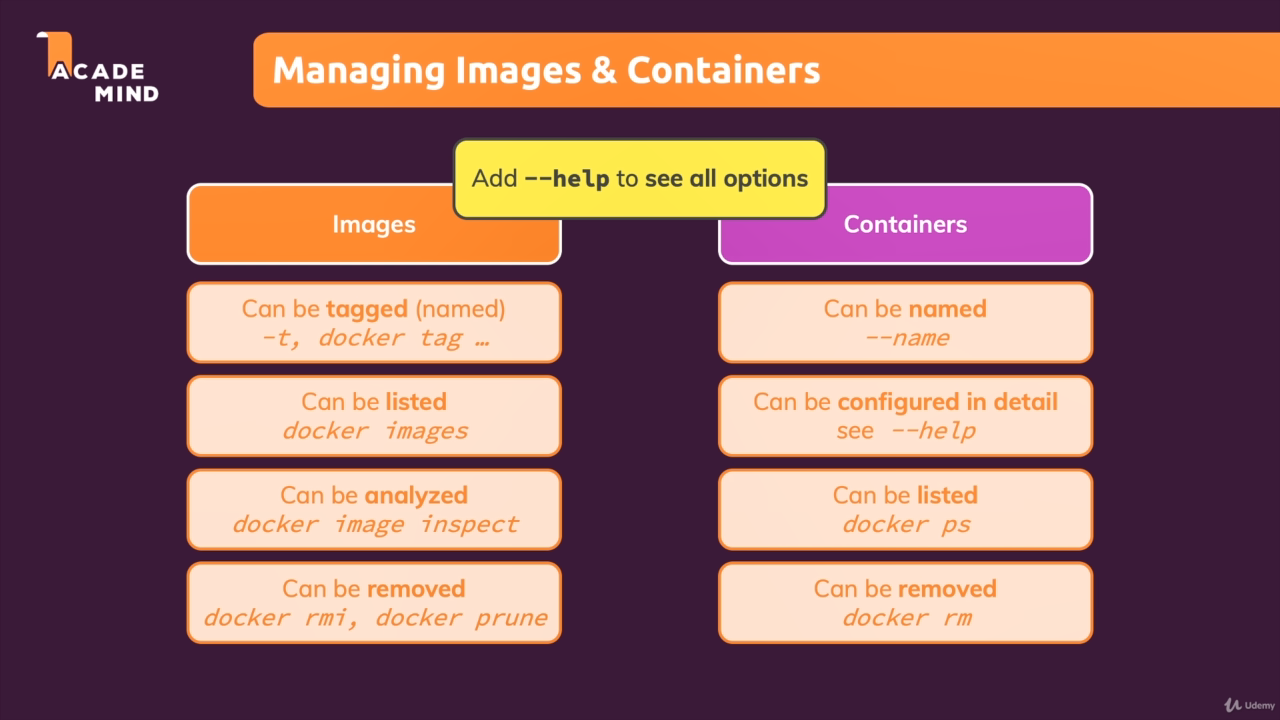 ACADE
MIND
Managing Images & Containers
Add --help to see all options
Images
Can be tagged (named)
-t, docker tag …
Can be listed
docker images
Can be analyzed
docker image inspect
Can be removed
docker rmi, docker prune
Containers
Can be named
--name
Can be configured in detail
see --help
Can be listed
docker ps
Can be removed
docker rm
Udemy